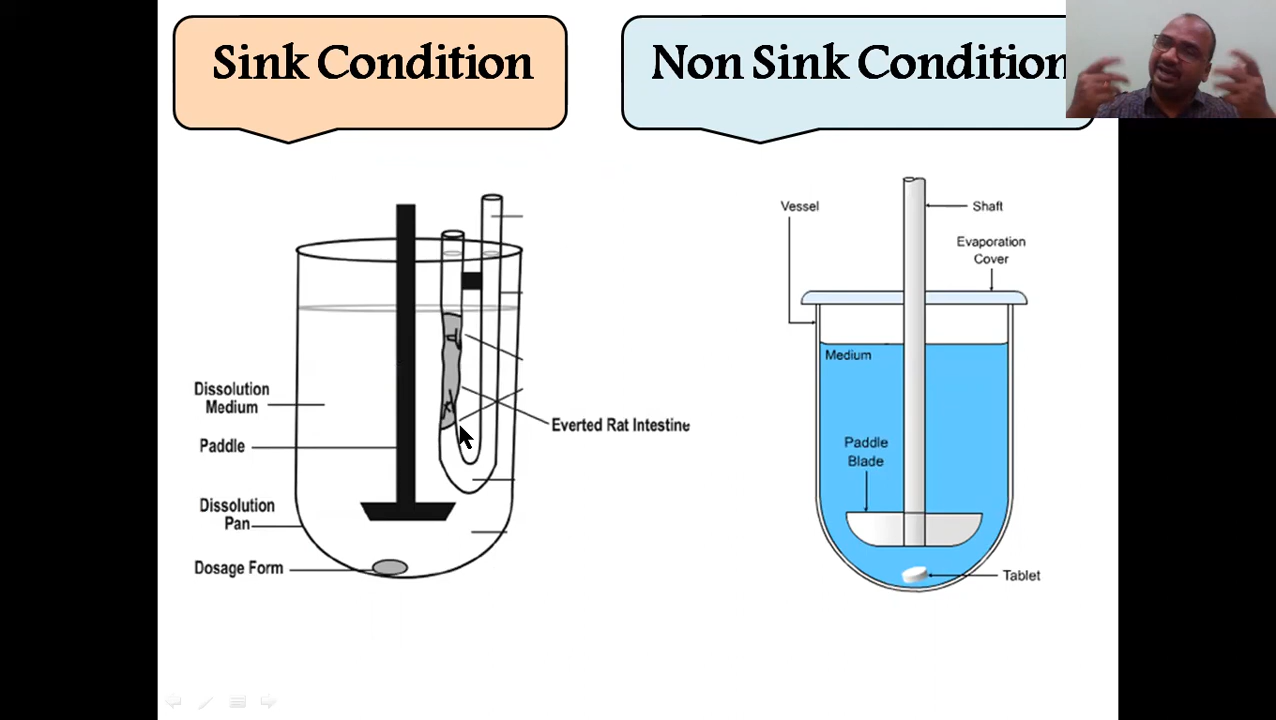 Sink Condition
Non Sink Condition
Dissolution
Medium
Paddle
Dissolution
Pan
Dosage Form
Everted Rat Intestine
Vessel
Shaft
Evaporation
Cover
Medium
Paddle
Blade
Tablet